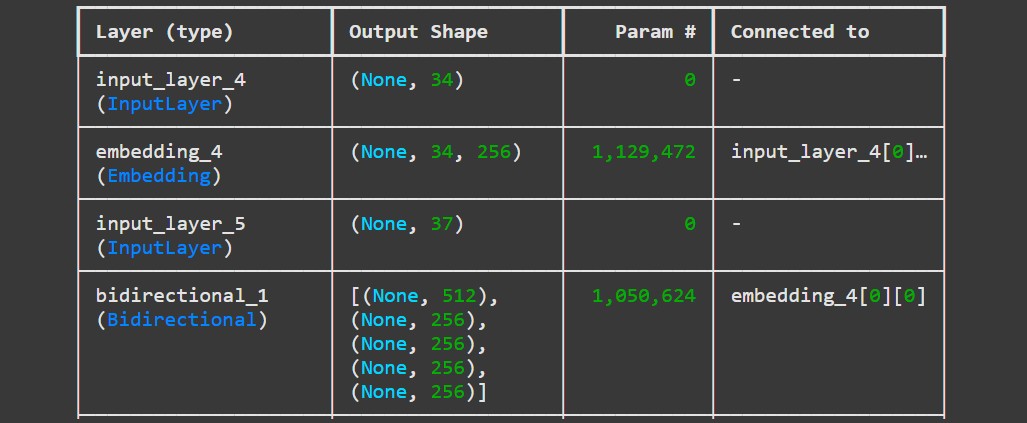 Layer (type) Output Shape Param # Connected to
input_layer_4 (None, 34) 0 -
(InputLayer)
embedding_4 (None, 34, 256) 1,129,472 input_layer_4[0]…
(Embedding)
input_layer_5 (None, 37) 0 -
(InputLayer)
bidirectional_1 [(None, 512), 1,050,624 embedding_4[0][0]
(Bidirectional) (None, 256),
(None, 256),
(None, 256),
(None, 256)]